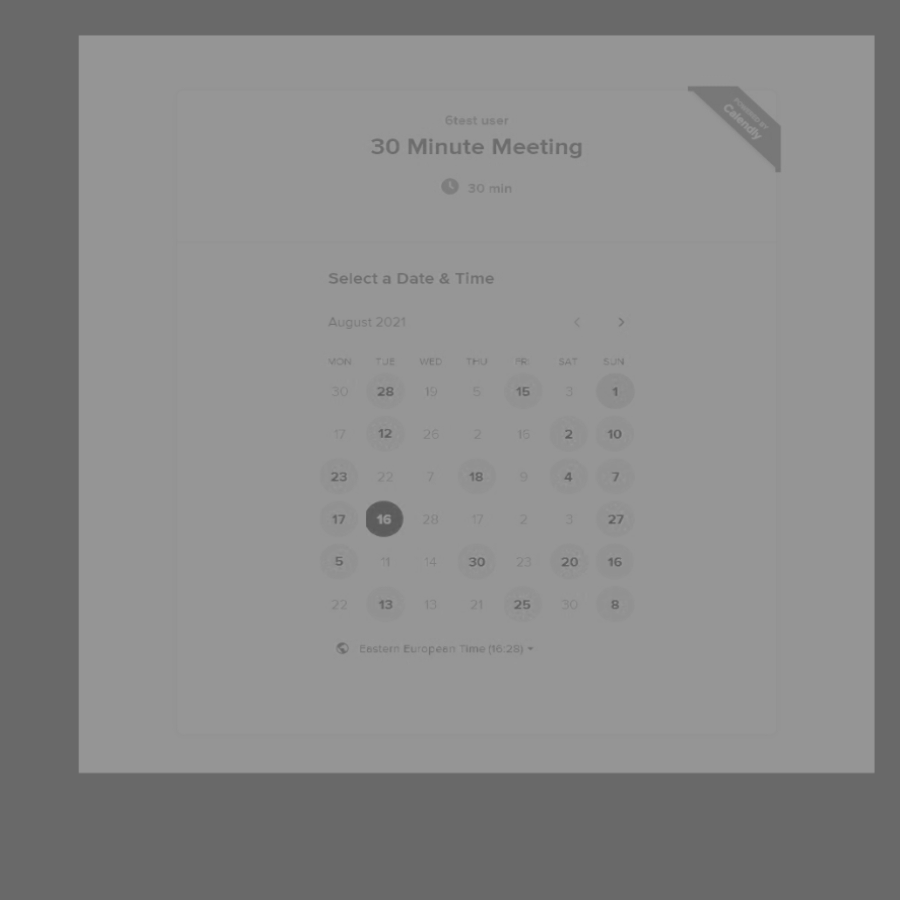 POWERED BY
Calendly
6test user
30 Minute Meeting
30 min
Select a Date & Time
August 2021
MON TUE WED THU FRI SAT SUN
30 28 19 5 15 3 1
17 12 26 2 15 2 10
23 22 7 18 9 4 7
17 16 28 17 2 3 27
5 11 14 30 23 20 16
22 13 13 21 25 30 8
Eestern Europeen Time (16:28)